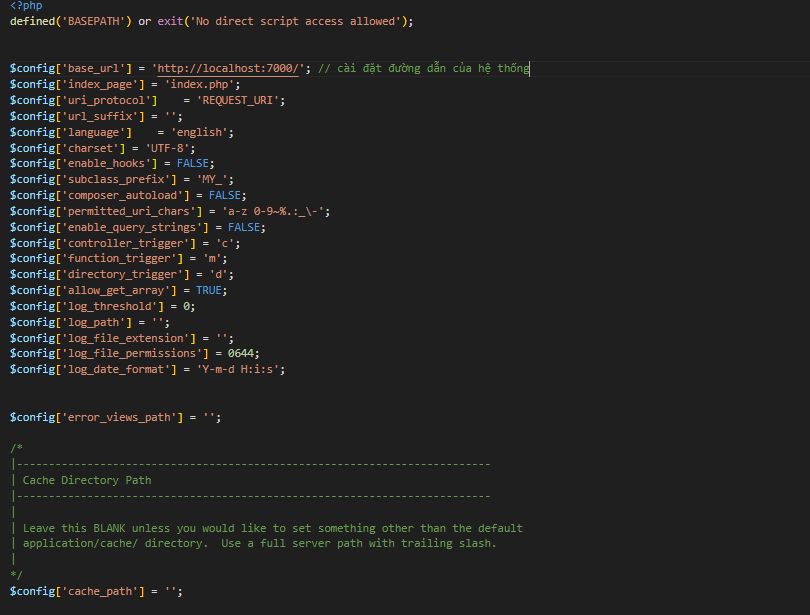 <?php
defined('BASEPATH') or exit('No direct script access allowed');
$config['base_url'] = 'http://localhost:7000/'; // cài đặt đường dẫn của hệ thống
$config['index_page'] = 'index.php';
$config['uri_protocol']    = 'REQUEST_URI';
$config['url_suffix'] = '';
$config['language']    = 'english';
$config['charset'] = 'UTF-8';
$config['enable_hooks'] = FALSE;
$config['subclass_prefix'] = 'MY_';
$config['composer_autoload'] = FALSE;
$config['permitted_uri_chars'] = 'a-z 0-9~%.:_\-';
$config['enable_query_strings'] = FALSE;
$config['controller_trigger'] = 'c';
$config['function_trigger'] = 'm';
$config['directory_trigger'] = 'd';
$config['allow_get_array'] = TRUE;
$config['log_threshold'] = 0;
$config['log_path'] = '';
$config['log_file_extension'] = '';
$config['log_file_permissions'] = 0644;
$config['log_date_format'] = 'Y-m-d H:i:s';
$config['error_views_path'] = '';
/*
|--------------------------------------------------------------------------
| Cache Directory Path
|--------------------------------------------------------------------------
|
| Leave this BLANK unless you would like to set something other than the default
| application/cache/ directory.  Use a full server path with trailing slash.
|
*/
$config['cache_path'] = '';